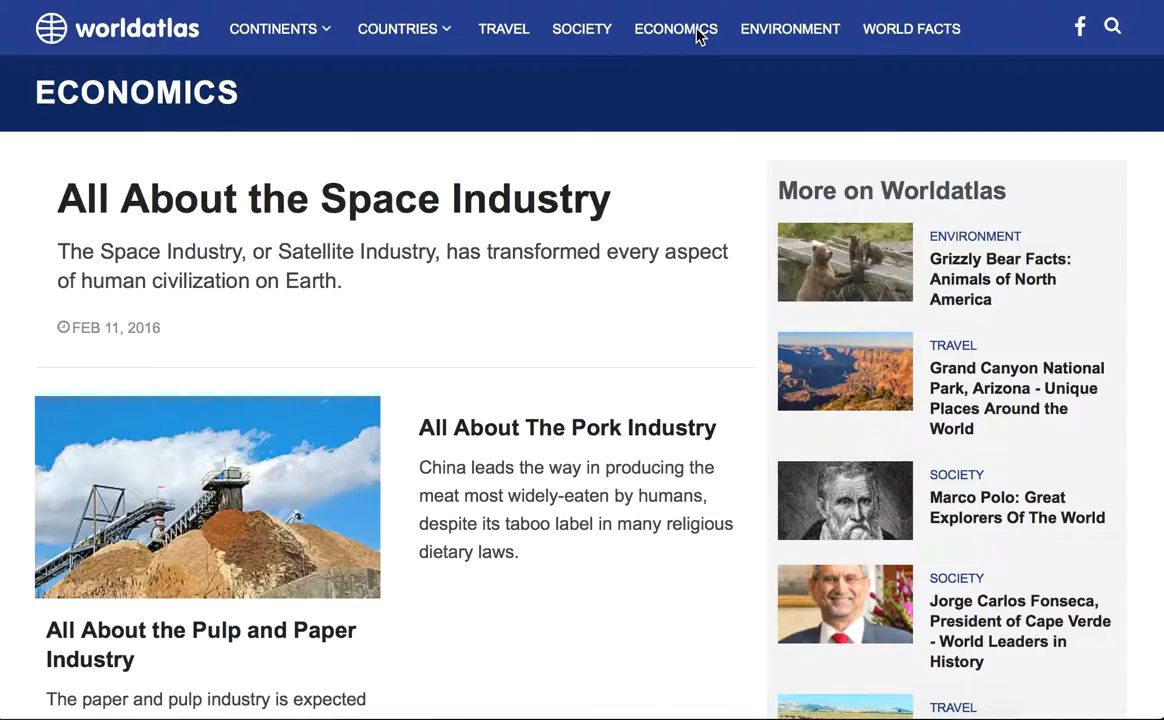 worldatlas CONTINENTS COUNTRIES TRAVEL SOCIETY ECONOMICS ENVIRONMENT WORLD FACTS
ECONOMICS
All About the Space Industry
The Space Industry, or Satellite Industry, has transformed every aspect
of human civilization on Earth.
FEB 11, 2016
All About the Pulp and Paper
Industry
The paper and pulp industry is expected
All About The Pork Industry
China leads the way in producing the
meat most widely-eaten by humans,
despite its taboo label in many religious
dietary laws.
More on Worldatlas
ENVIRONMENT
Grizzly Bear Facts:
Animals of North
America
TRAVEL
Grand Canyon National
Park, Arizona - Unique
Places Around the
World
SOCIETY
Marco Polo: Great
Explorers Of The World
SOCIETY
Jorge Carlos Fonseca,
President of Cape Verde
- World Leaders in
History
TRAVEL